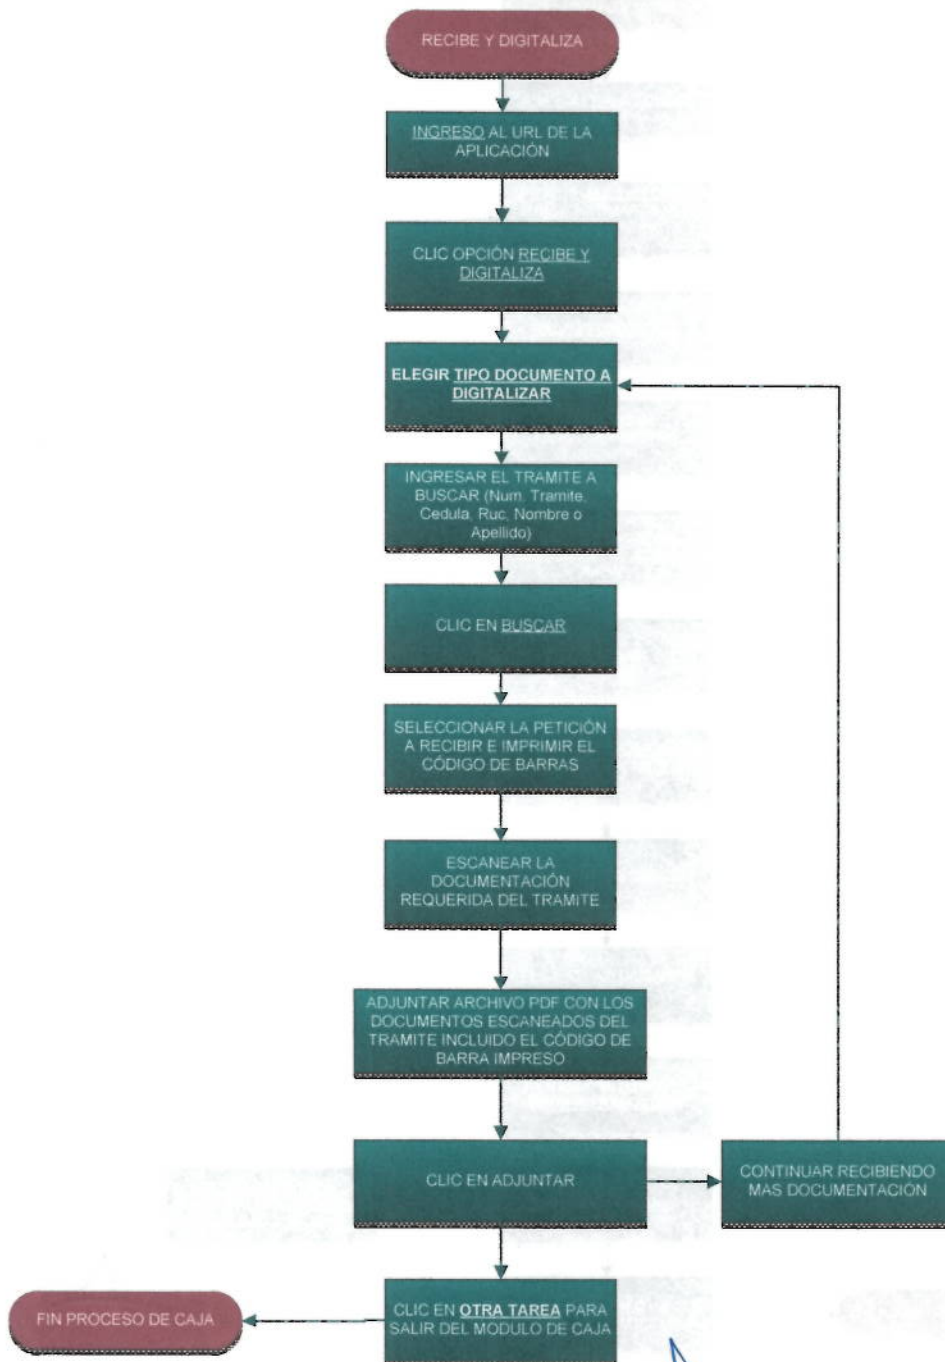 RECIBE Y DIGITALIZA
INGRESO AL URL DE LA
APLICACIÓN
CLIC OPCIÓN RECIBE Y
DIGITALIZA
ELEGIR TIPO DOCUMENTO A
DIGITALIZAR
INGRESAR EL TRAMITE A
BUSCAR (Num. Tramite,
Cedula, Ruc, Nombre o
Apellido)
CLIC EN BUSCAR
SELECCIONAR LA PETICIÓN
A RECIBIR E IMPRIMIR EL
CÓDIGO DE BARRAS
ESCANEAR LA
DOCUMENTACIÓN
REQUERIDA DEL TRAMITE
ADJUNTAR ARCHIVO PDF CON LOS
DOCUMENTOS ESCANEADOS DEL
TRAMITE INCLUIDO EL CÓDIGO DE
BARRA IMPRESO
CLIC EN ADJUNTAR
CONTINUAR RECIBIENDO
MAS DOCUMENTACIÓN
CLIC EN OTRA TAREA PARA
SALIR DEL MODULO DE CAJA
FIN PROCESO DE CAJA